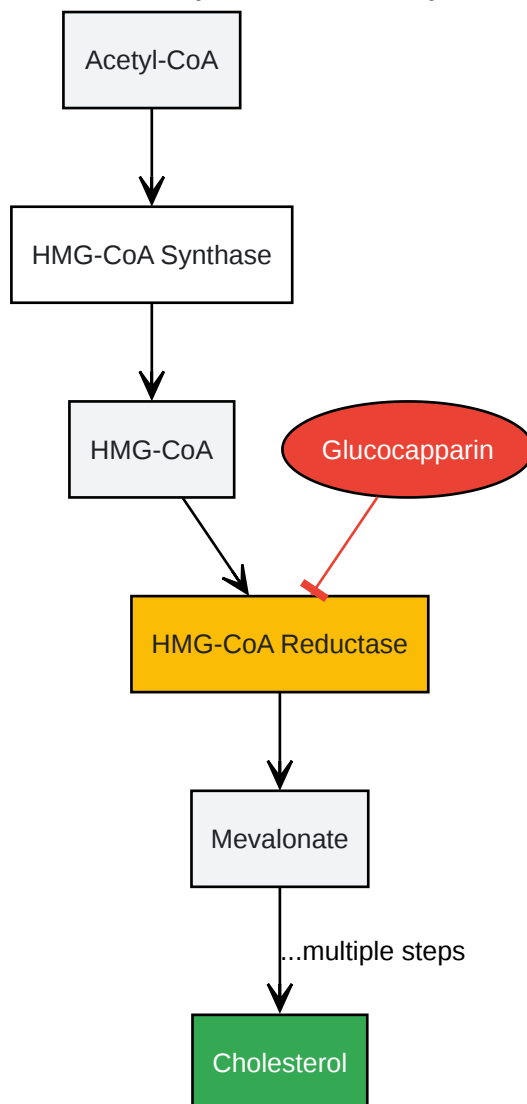 Acetyl-CoA
HMG-CoA Synthase
HMG-CoA
Glucocapparin
HMG-CoA Reductase
Mevalonate
...multiple steps
Cholesterol